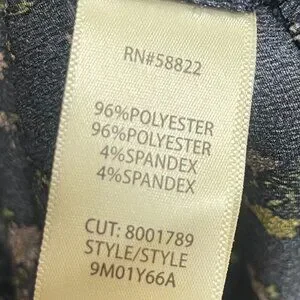 RN#58822
96%POLYESTER
96%POLYESTER
4%SPANDEX
4%SPANDEX
CUT: 8001789
STYLE/STYLE
9M01Y66A